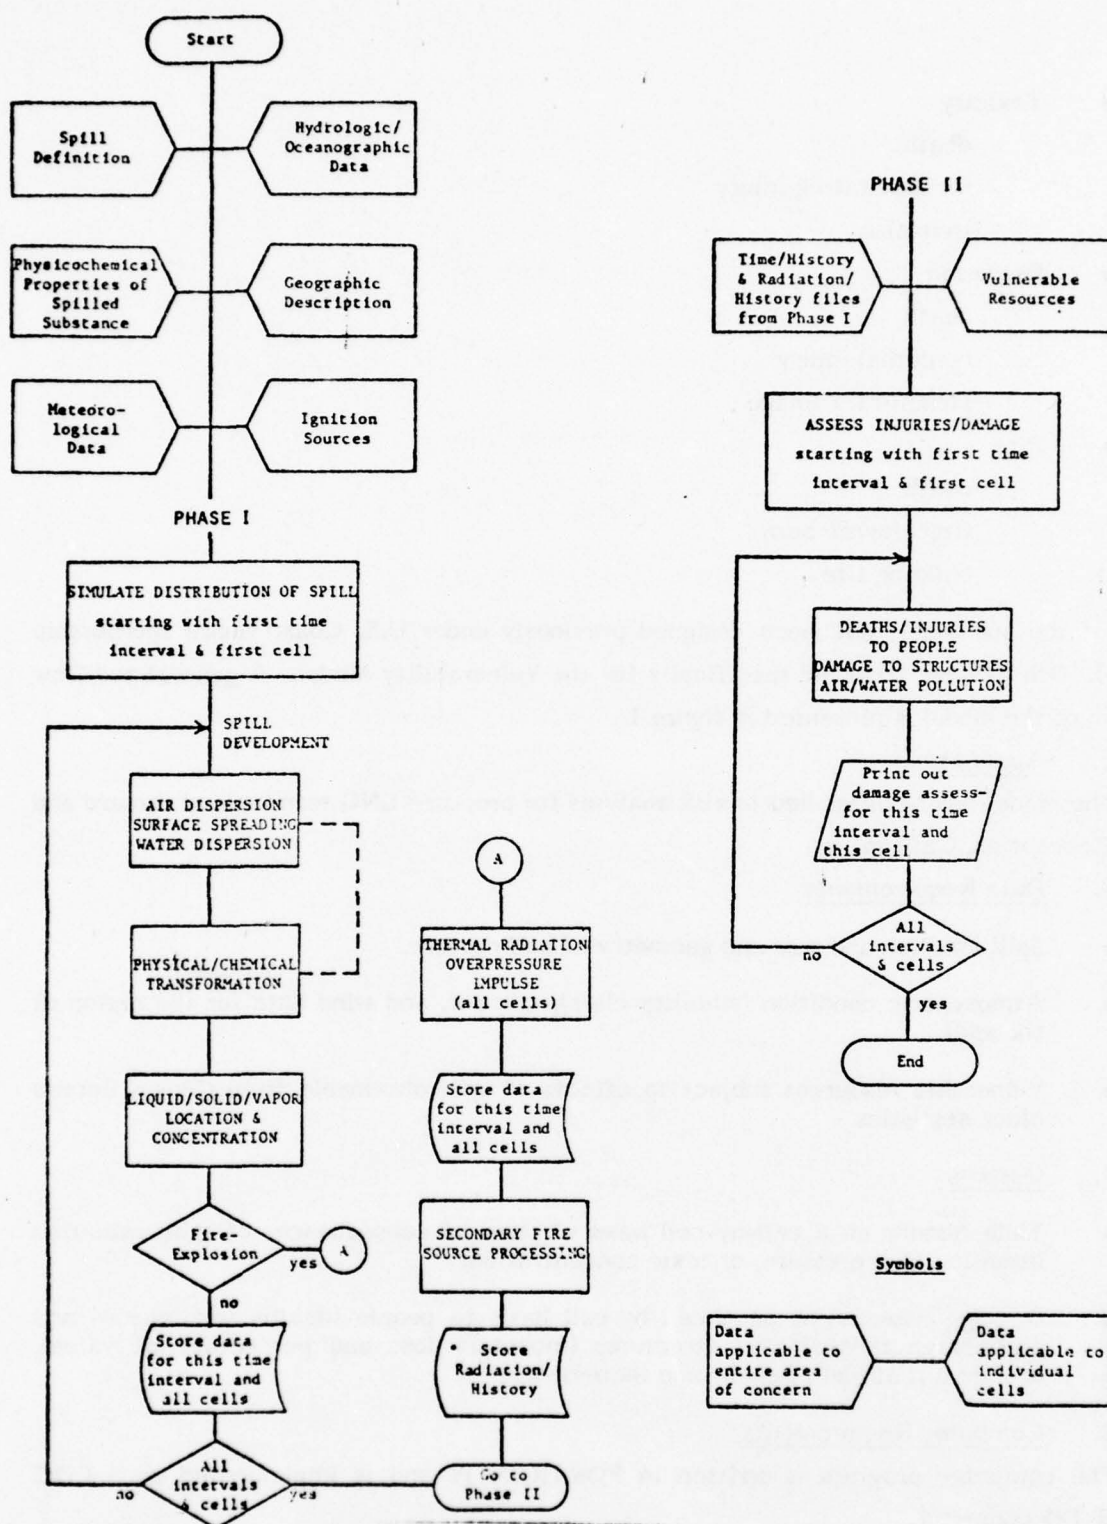 Start
Spill
Definition
Hydrologic/
Oceanographic
Data
Physicochemical
Properties of
Spilled
Substance
Geographic
Description
Meteoro-
logical
Data
Ignition
Sources
PHASE I
SIMULATE DISTRIBUTION OF SPILL
starting with first time
interval & first cell
SPILL
DEVELOPMENT
AIR DISPERSION
SURFACE SPREADING
WATER DISPERSION
PHYSICAL/CHEMICAL
TRANSFORMATION
LIQUID/SOLID/VAPOR
LOCATION &
CONCENTRATION
Fire-
Explosion
yes
A
no
Store data
for this time
interval and
all cells
All
intervals
& cells
no
yes
A
THERMAL RADIATION
OVERPRESSURE
IMPULSE
(all cells)
Store data
for this time
interval and
all cells
SECONDARY FIRE
SOURCE PROCESSING
Store
Radiation/
History
Go to
Phase II
PHASE II
Time/History
& Radiation/
History files
from Phase I
Vulnerable
Resources
ASSESS INJURIES/DAMAGE
starting with first time
interval & first cell
DEATHS/INJURIES
TO PEOPLE
DAMAGE TO STRUCTURES
AIR/WATER POLLUTION
Print out
damage assess-
for this time
interval and
this cell
All
intervals
& cells
no
yes
End
Symbols
Data
applicable to
entire area
of concern
Data
applicable to
individual
cells